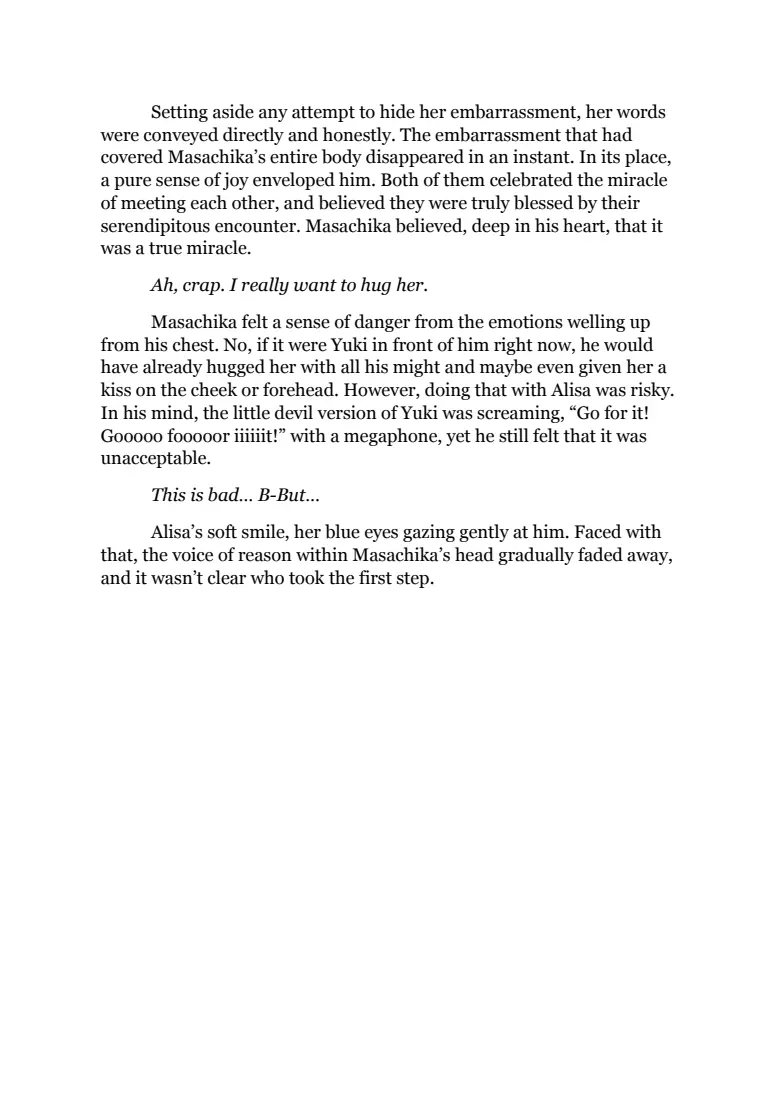 Setting aside any attempt to hide her embarrassment, her words
were conveyed directly and honestly. The embarrassment that had
covered Masachika’s entire body disappeared in an instant. In its place,
a pure sense of joy enveloped him. Both of them celebrated the miracle
of meeting each other, and believed they were truly blessed by their
serendipitous encounter. Masachika believed, deep in his heart, that it
was a true miracle.
Ah, crap. I really want to hug her.
Masachika felt a sense of danger from the emotions welling up
from his chest. No, if it were Yuki in front of him right now, he would
have already hugged her with all his might and maybe even given her a
kiss on the cheek or forehead. However, doing that with Alisa was risky.
In his mind, the little devil version of Yuki was screaming, “Go for it!
Gooooo fooooor iiiiiit!” with a megaphone, yet he still felt that it was
unacceptable.
This is bad… B-But…
Alisa’s soft smile, her blue eyes gazing gently at him. Faced with
that, the voice of reason within Masachika’s head gradually faded away,
and it wasn’t clear who took the first step.